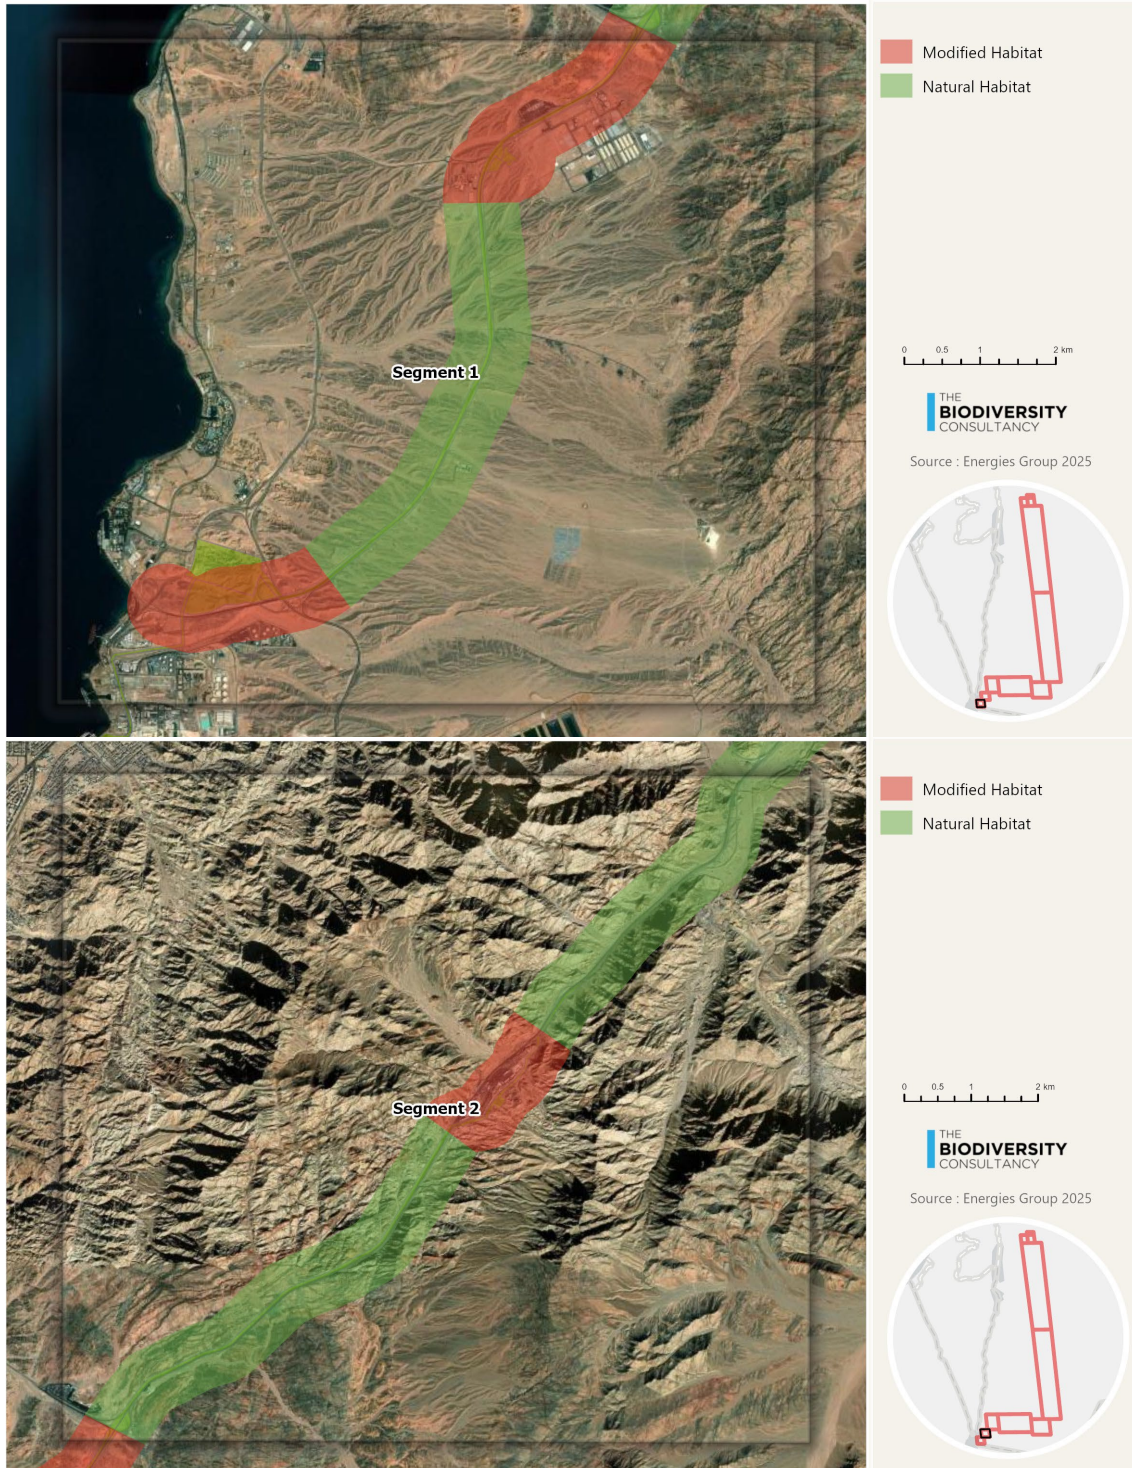 Modified Habitat
Natural Habitat
Segment 1
0 0.5 1 2 km
THE
BIODIVERSITY
CONSULTANCY
Source : Energies Group 2025
Modified Habitat
Natural Habitat
Segment 2
0 0.5 1 2 km
THE
BIODIVERSITY
CONSULTANCY
Source : Energies Group 2025